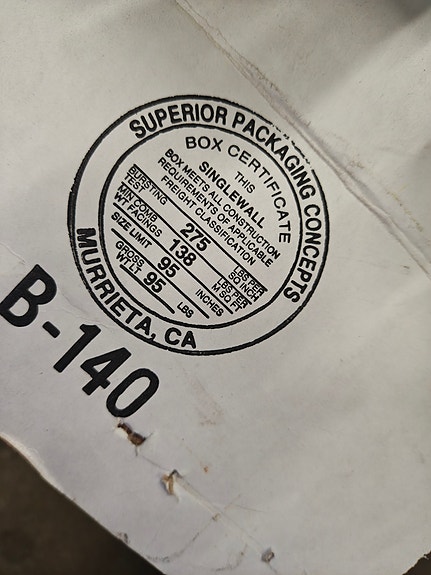 SUPERIOR PACKAGING CONCEPTS
BOX CERTIFICATE
THIS
SINGLEWALL
BOX MEETS ALL CONSTRUCTION
REQUIREMENTS OF APPLICABLE
FREIGHT CLASSIFICATION
BURSTING TEST 275 LBS PER SQ INCH
MIN COMB WT FACINGS 138 LBS PER M SQ FT
SIZE LIMIT 95 INCHES
GROSS WT LT 95 LBS
MURRIETA, CA
B-140